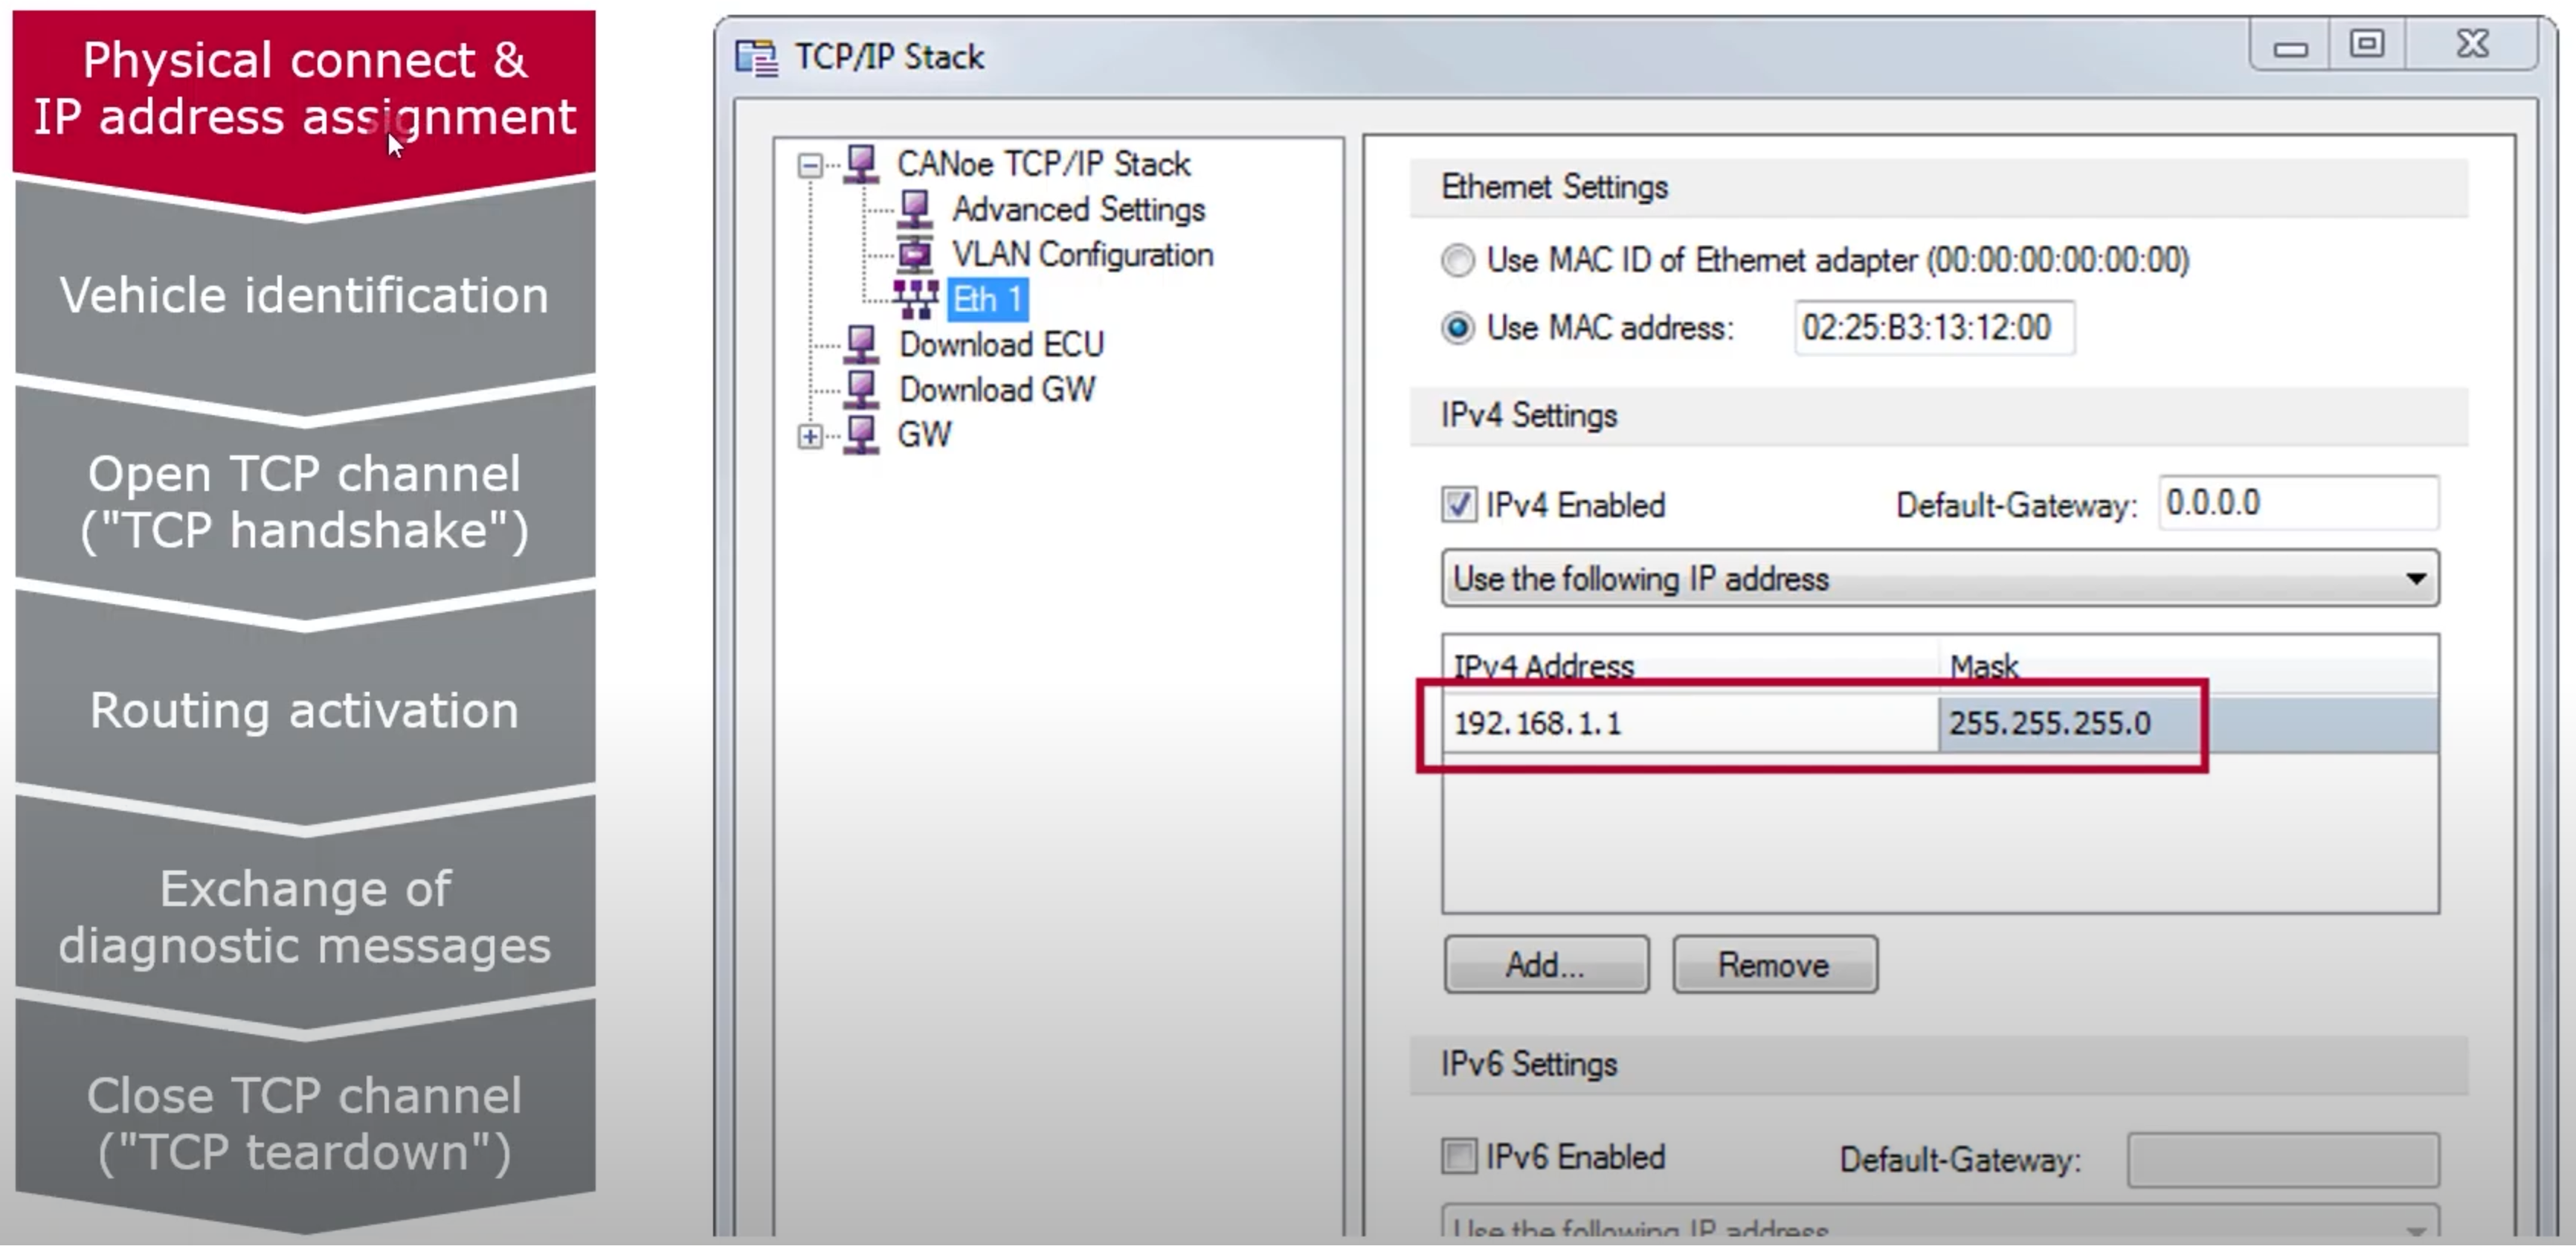 Physical connect &
IP address assignment
Vehicle identification
Open TCP channel
("TCP handshake")
Routing activation
Exchange of
diagnostic messages
Close TCP channel
("TCP teardown")
TCP/IP Stack
CANoe TCP/IP Stack
Advanced Settings
VLAN Configuration
Eth 1
Download ECU
Download GW
GW
Ethernet Settings
Use MAC ID of Ethernet adapter (00:00:00:00:00:00)
Use MAC address: 02:25:B3:13:12:00
IPv4 Settings
IPv4 Enabled Default-Gateway: 0.0.0.0
Use the following IP address
IPv4 Address Mask
192.168.1.1 255.255.255.0
Add... Remove
IPv6 Settings
IPv6 Enabled Default-Gateway:
Use the following IP address